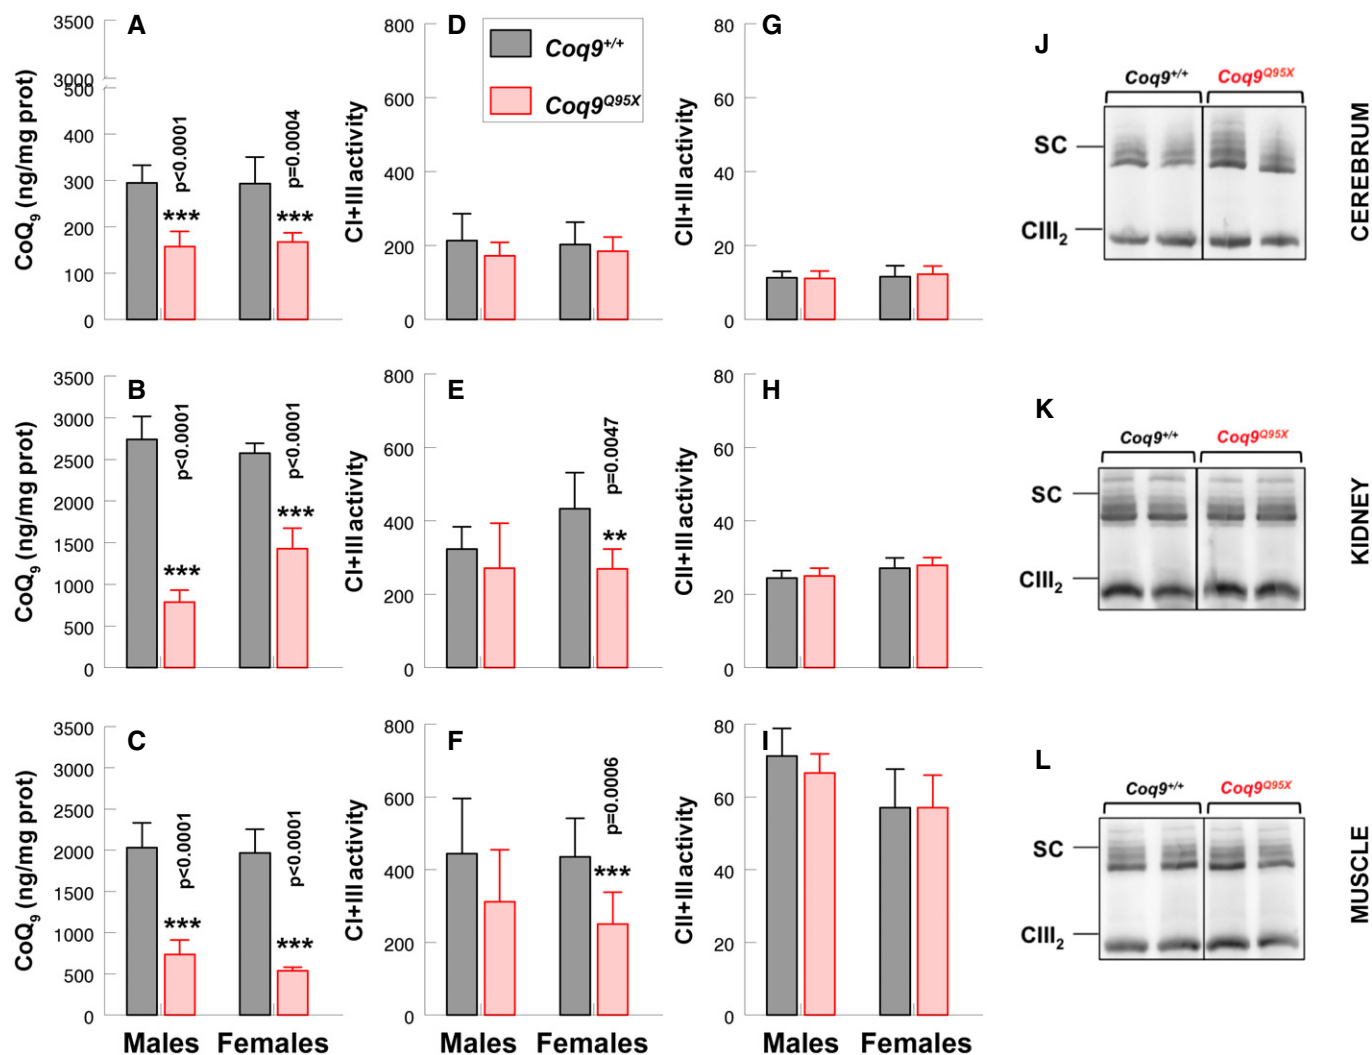 A
CoQ9 (ng/mg prot)
3500
3000
500
400
300
200
100
0
p<0.0001
***
p=0.0004
***
D
Coq9+/+
Coq9Q95X
CI+III activity
800
600
400
200
0
G
CII+III activity
80
60
40
20
0
J
Coq9+/+
Coq9Q95X
SC
CIII2
CEREBRUM
B
CoQ9 (ng/mg prot)
3500
3000
2500
2000
1500
1000
500
0
p<0.0001
***
p<0.0001
***
E
CI+III activity
800
600
400
200
0
p=0.0047
**
H
CII+III activity
80
60
40
20
0
K
Coq9+/+
Coq9Q95X
SC
CIII2
KIDNEY
C
CoQ9 (ng/mg prot)
3500
3000
2500
2000
1500
1000
500
0
p<0.0001
***
p<0.0001
***
Males Females
F
CI+III activity
800
600
400
200
0
p=0.0006
***
Males Females
I
CII+III activity
80
60
40
20
0
Males Females
L
Coq9+/+
Coq9Q95X
SC
CIII2
MUSCLE